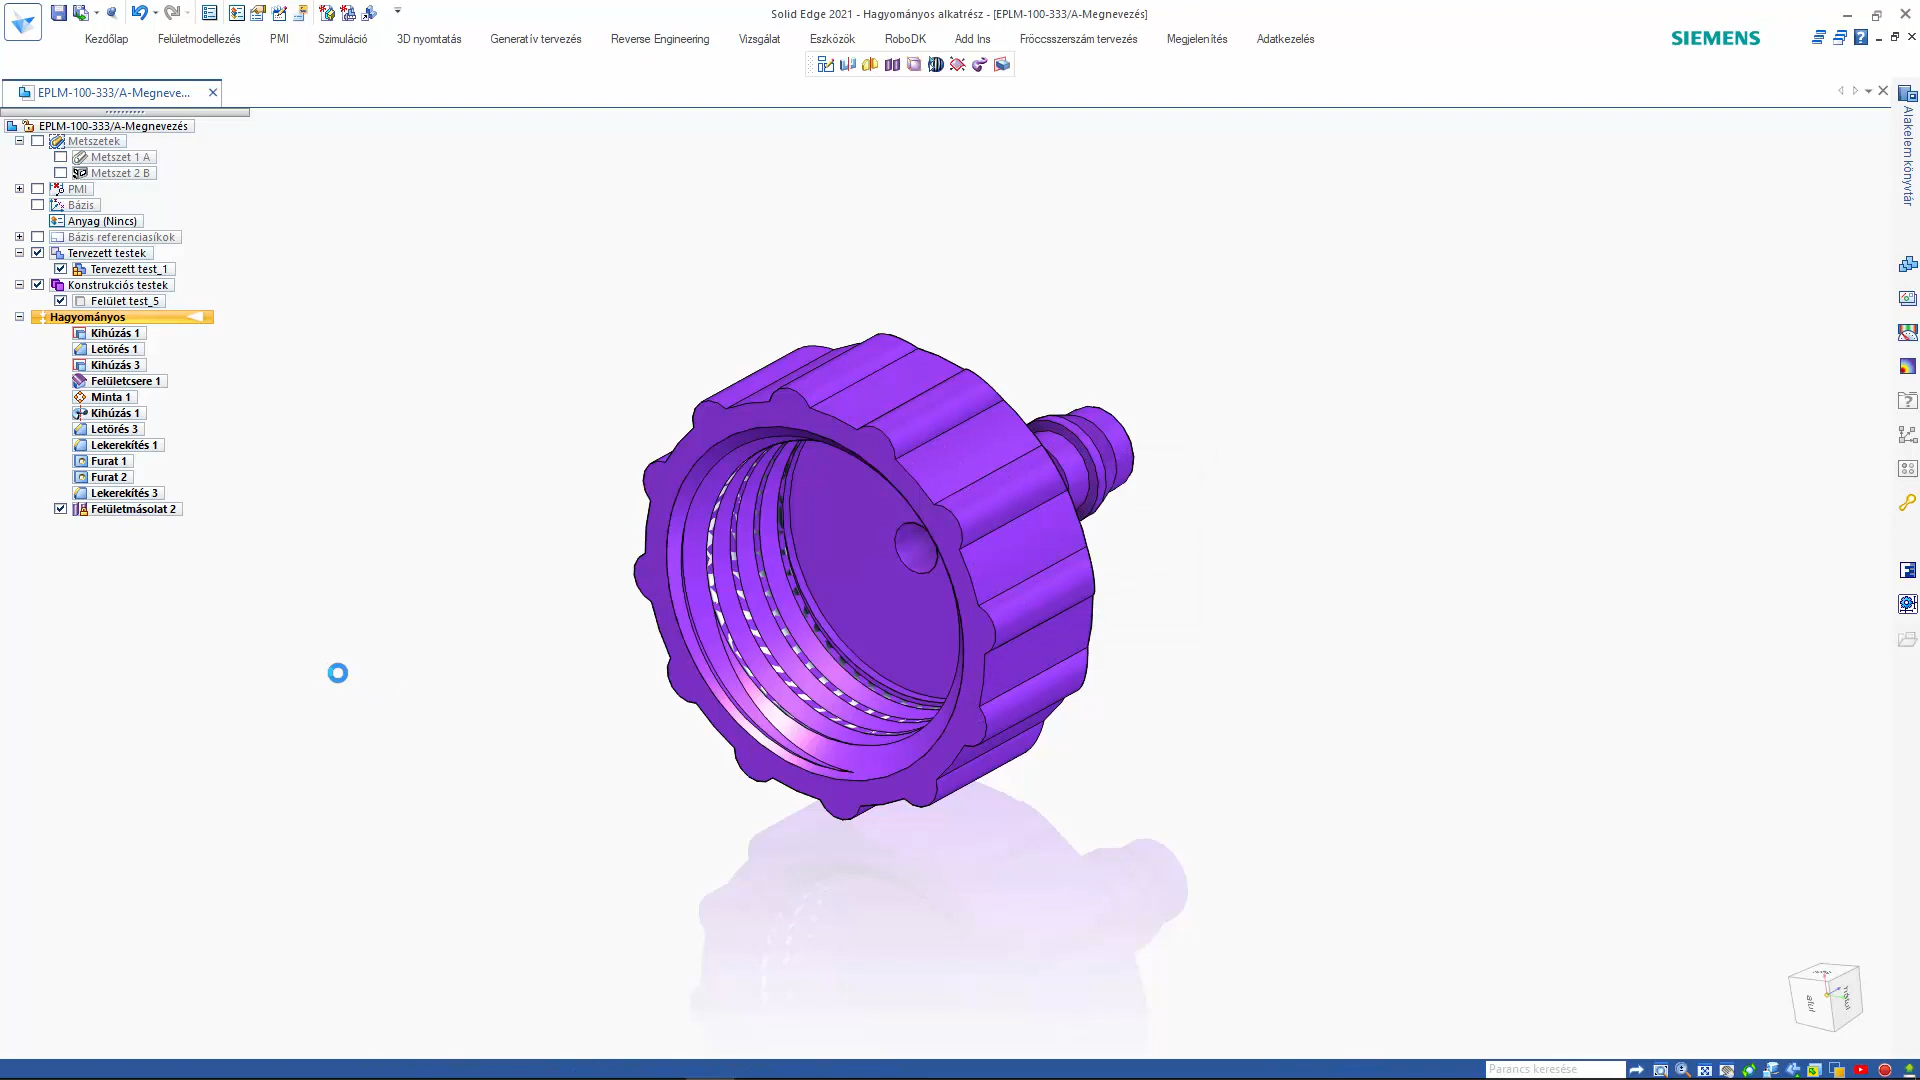 Solid Edge 2021 - Hagyományos alkatrész - [EPLM-100-333/A-Megnevezés]
Kezdőlap Felületmodellezés PMI Szimuláció 3D nyomtatás Generatív tervezés Reverse Engineering Vizsgálat Eszközök RoboDK Add Ins Fröccsszerszám tervezés Megjelenítés Adatkezelés
SIEMENS
EPLM-100-333/A-Megneve...
EPLM-100-333/A-Megnevezés
Metszetek
Metszet 1 A
Metszet 2 B
PMI
Bázis
Anyag (Nincs)
Bázis referenciasíkok
Tervezett testek
Tervezett test_1
Konstrukciós testek
Felület test_5
Hagyományos
Kihúzás 1
Letörés 1
Kihúzás 3
Felületcsere 1
Minta 1
Kihúzás 1
Letörés 3
Lekerekítés 1
Furat 1
Furat 2
Lekerekítés 3
Felületmásolat 2
Alakelem könyvtár
Parancs keresése